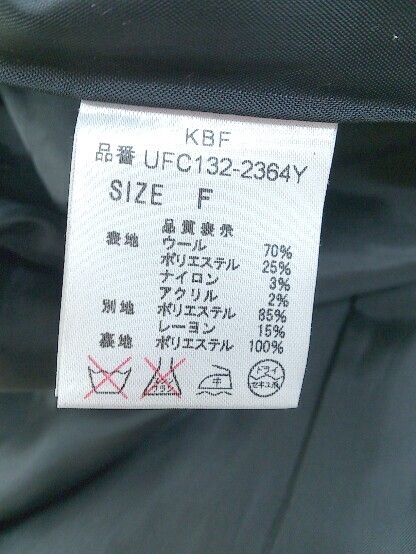 KBF
品番 UFC132-2364Y
SIZE F
品質表示
表地 ウール 70%
ポリエステル 25%
ナイロン 3%
アクリル 2%
別地 ポリエステル 85%
レーヨン 15%
裏地 ポリエステル 100%
中 ドライ
セキユ系